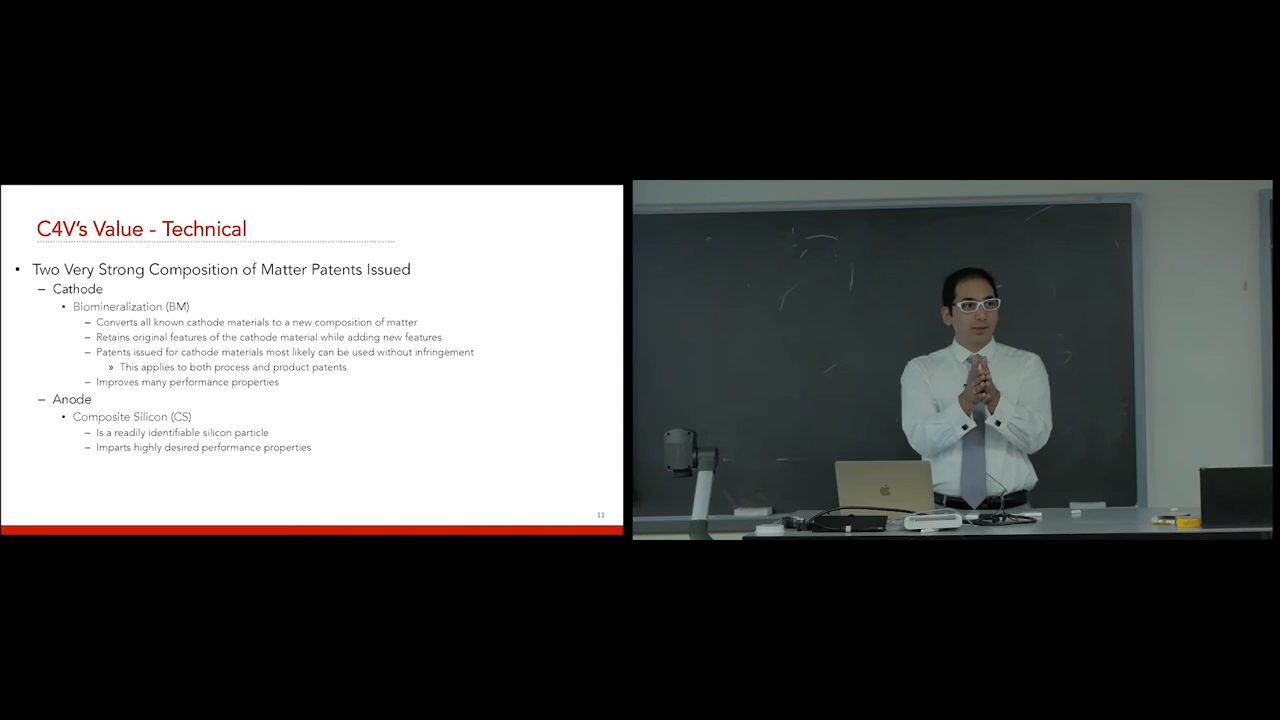 C4V's Value - Technical
• Two Very Strong Composition of Matter Patents Issued
– Cathode
• Biomineralization (BM)
– Converts all known cathode materials to a new composition of matter
– Retains original features of the cathode material while adding new features
– Patents issued for cathode materials most likely can be used without infringement
» This applies to both process and product patents
– Improves many performance properties
– Anode
• Composite Silicon (CS)
– Is a readily identifiable silicon particle
– Imparts highly desired performance properties
11